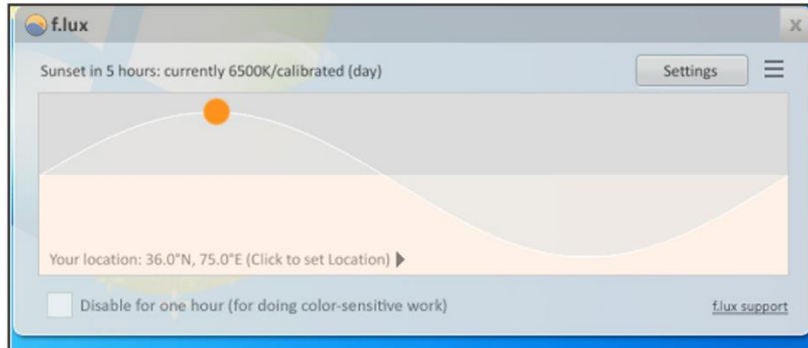 f.lux
Sunset in 5 hours: currently 6500K/calibrated (day)
Settings
Your location: 36.0°N, 75.0°E (Click to set Location)
Disable for one hour (for doing color-sensitive work)
f.lux support